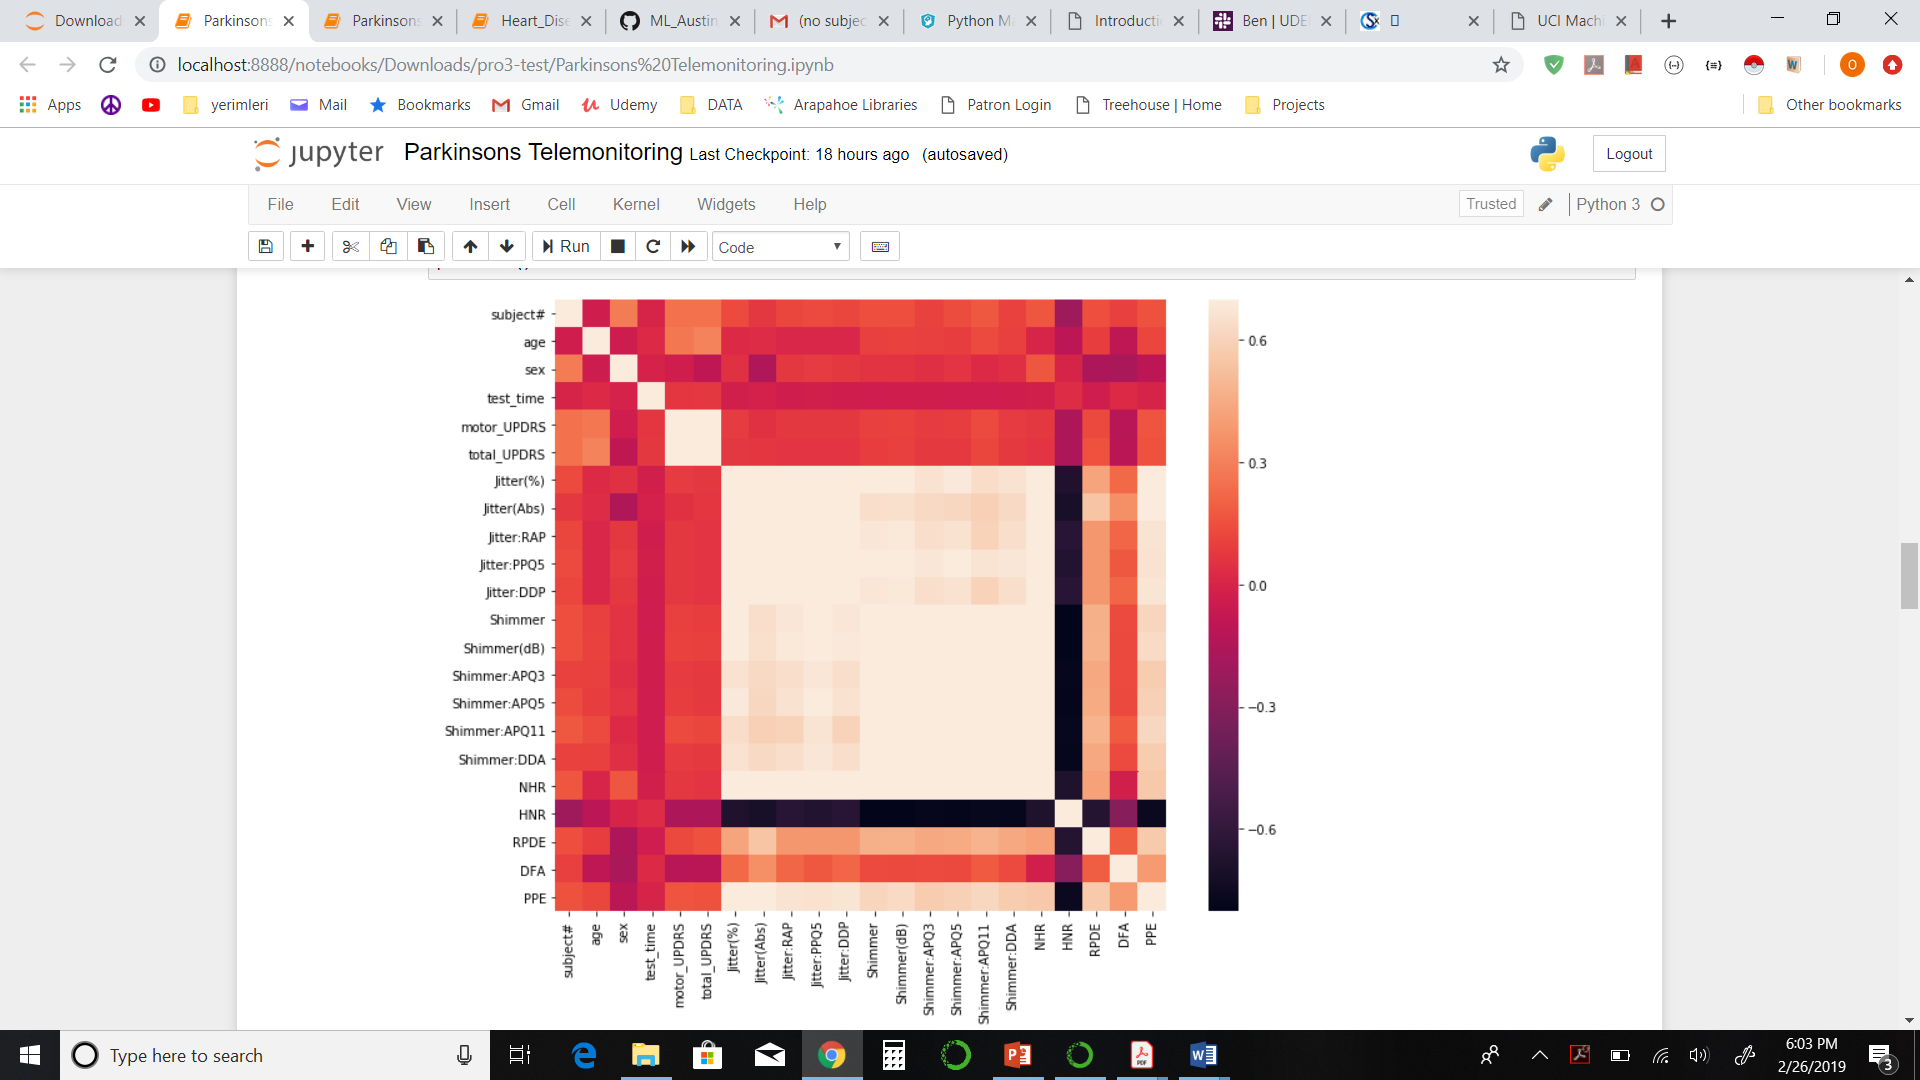 Download
Parkinsons
Parkinsons
Heart_Dise
ML_Austin
(no subjec
Python Ma
Introductio
Ben | UDE
UCI Machi
localhost:8888/notebooks/Downloads/pro3-test/Parkinsons%20Telemonitoring.ipynb
Apps
yerimleri
Mail
Bookmarks
Gmail
Udemy
DATA
Arapahoe Libraries
Patron Login
Treehouse | Home
Projects
Other bookmarks
jupyter
Parkinsons Telemonitoring Last Checkpoint: 18 hours ago (autosaved)
Logout
File
Edit
View
Insert
Cell
Kernel
Widgets
Help
Trusted
Python 3
Run
Code
subject#
age
sex
test_time
motor_UPDRS
total_UPDRS
Jitter(%)
Jitter(Abs)
Jitter:RAP
Jitter:PPQ5
Jitter:DDP
Shimmer
Shimmer(dB)
Shimmer:APQ3
Shimmer:APQ5
Shimmer:APQ11
Shimmer:DDA
NHR
HNR
RPDE
DFA
PPE
subject#
age
sex
test_time
motor_UPDRS
total_UPDRS
Jitter(%)
Jitter(Abs)
Jitter:RAP
Jitter:PPQ5
Jitter:DDP
Shimmer
Shimmer(dB)
Shimmer:APQ3
Shimmer:APQ5
Shimmer:APQ11
Shimmer:DDA
NHR
HNR
RPDE
DFA
PPE
0.6
0.3
0.0
−0.3
−0.6
Type here to search
6:03 PM
2/26/2019
3